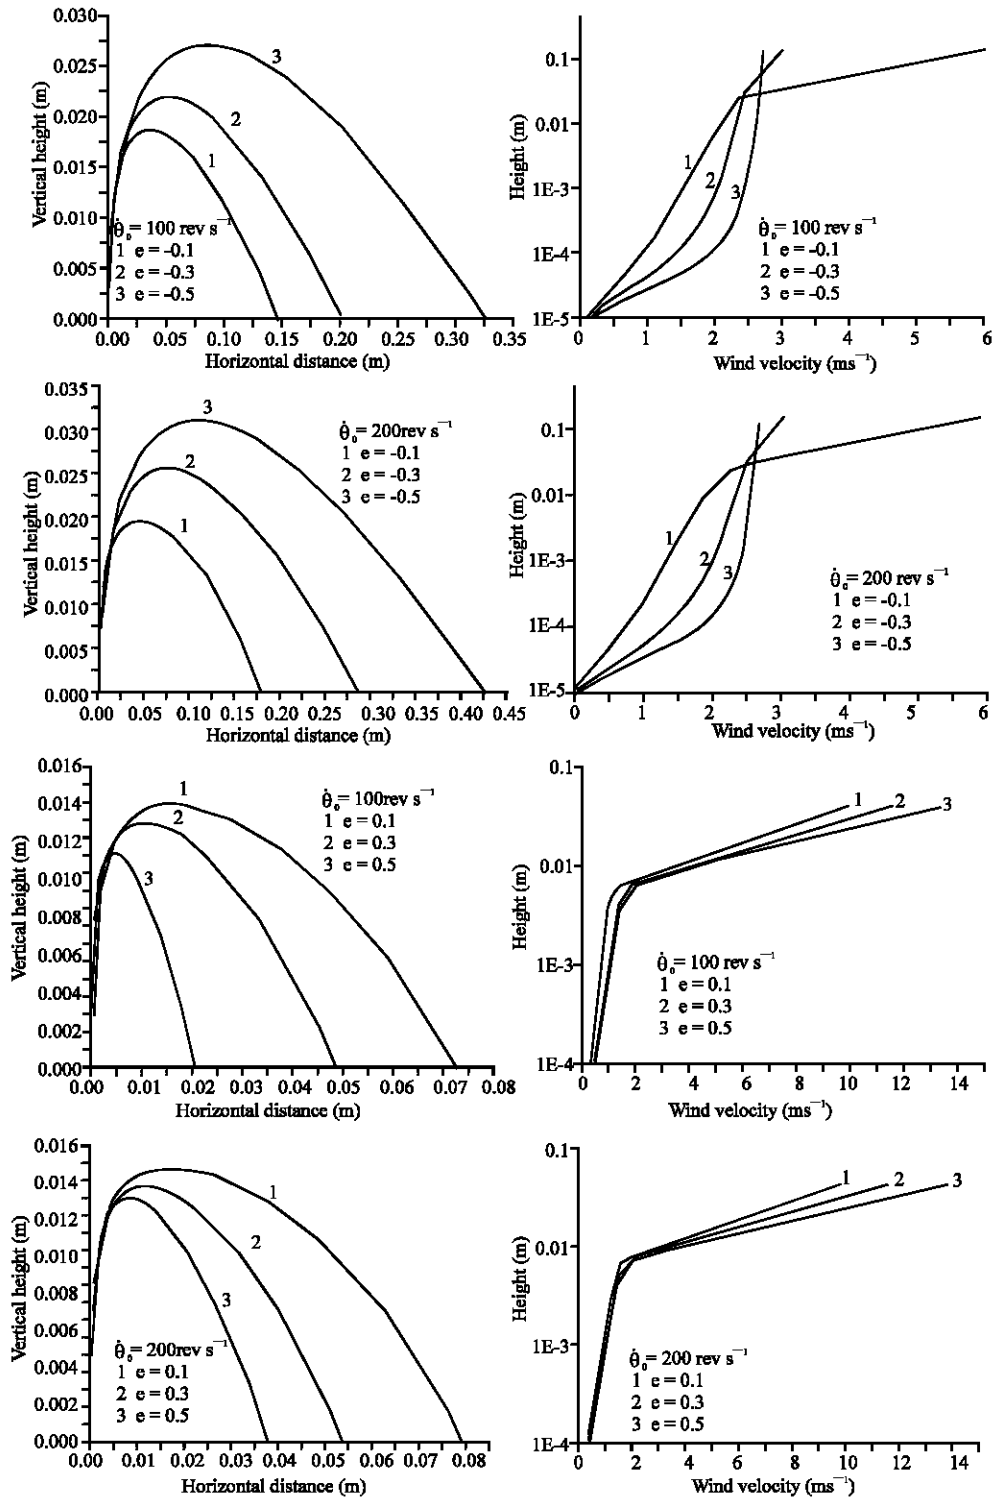 0.030
0.025
0.020
0.015
0.010
0.005
0.000
Vertical height (m)
1
2
3
θ̇₀= 100 rev s⁻¹
1 e = -0.1
2 e = -0.3
3 e = -0.5
0.00 0.05 0.10 0.15 0.20 0.25 0.30 0.35
Horizontal distance (m)
0.1
0.01
1E-3
1E-4
1E-5
Height (m)
1
2
3
θ̇₀= 100 rev s⁻¹
1 e = -0.1
2 e = -0.3
3 e = -0.5
0 1 2 3 4 5 6
Wind velocity (ms⁻¹)
0.035
0.030
0.025
0.020
0.015
0.010
0.005
0.000
Vertical height (m)
3
2
1
θ̇₀= 200rev s⁻¹
1 e = -0.1
2 e = -0.3
3 e = -0.5
0.00 0.05 0.10 0.15 0.20 0.25 0.30 0.35 0.40 0.45
Horizontal distance (m)
0.1
0.01
1E-3
1E-4
1E-5
Height (m)
1
2
3
θ̇₀= 200 rev s⁻¹
1 e = -0.1
2 e = -0.3
3 e = -0.5
0 1 2 3 4 5 6
Wind velocity (ms⁻¹)
0.016
0.014
0.012
0.010
0.008
0.006
0.004
0.002
0.000
Vertical height (m)
1
2
3
θ̇₀= 100rev s⁻¹
1 e = 0.1
2 e = 0.3
3 e = 0.5
0.00 0.01 0.02 0.03 0.04 0.05 0.06 0.07 0.08
Horizontal distance (m)
0.1
0.01
1E-3
1E-4
Height (m)
1 2 3
θ̇₀= 100 rev s⁻¹
1 e = 0.1
2 e = 0.3
3 e = 0.5
0 2 4 6 8 10 12 14
Wind velocity (ms⁻¹)
0.016
0.014
0.012
0.010
0.008
0.006
0.004
0.002
0.000
Vertical height (m)
1
2
3
θ̇₀= 200rev s⁻¹
1 e = 0.1
2 e = 0.3
3 e = 0.5
0.00 0.01 0.02 0.03 0.04 0.05 0.06 0.07 0.08
Horizontal distance (m)
0.1
0.01
1E-3
1E-4
Height (m)
1 2 3
θ̇₀= 200 rev s⁻¹
1 e = 0.1
2 e = 0.3
3 e = 0.5
0 2 4 6 8 10 12 14
Wind velocity (ms⁻¹)